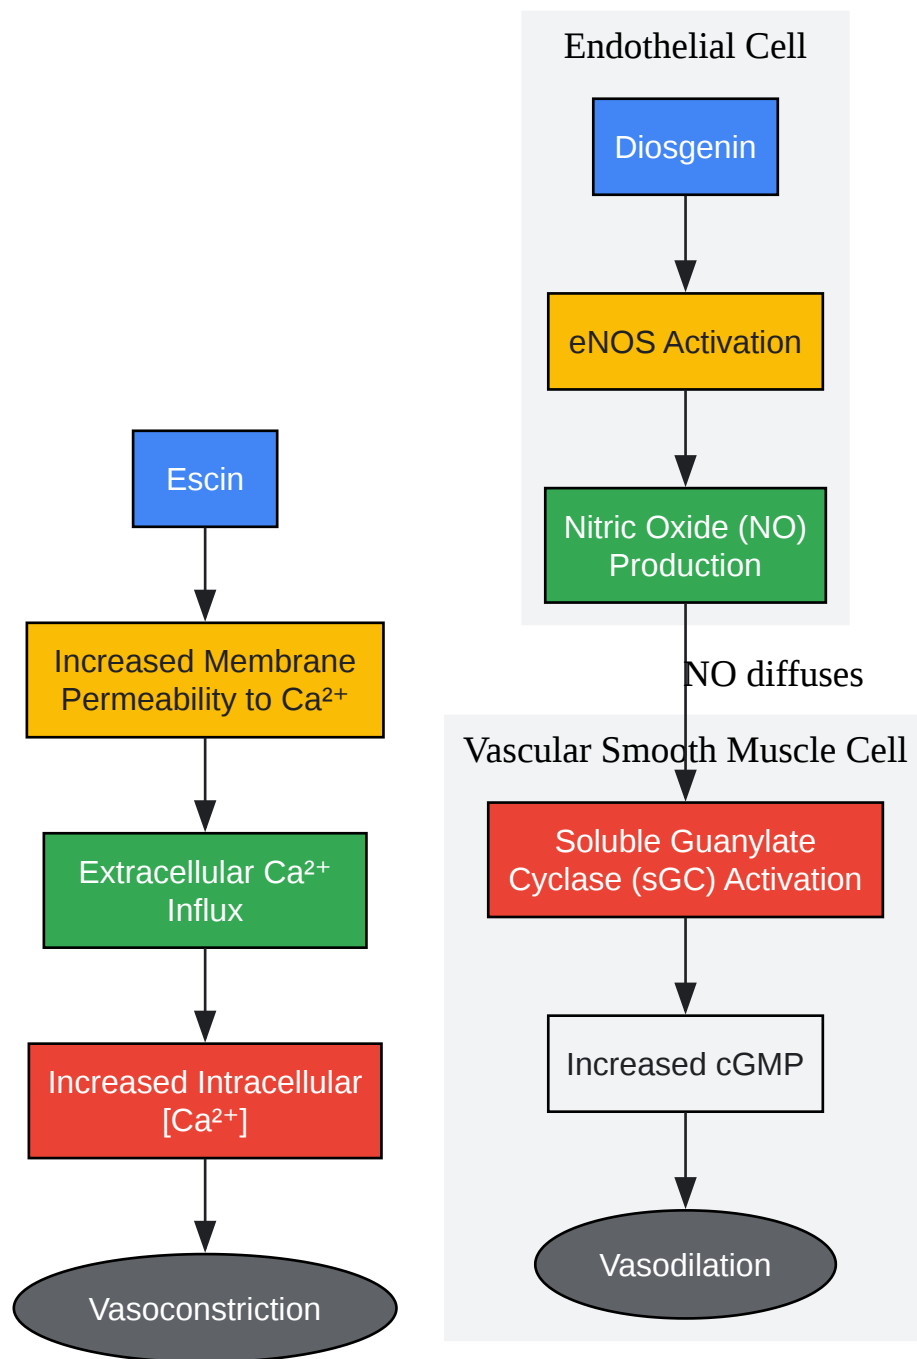 Endothelial Cell
Diosgenin
eNOS Activation
Nitric Oxide (NO)
Production
NO diffuses
Vascular Smooth Muscle Cell
Soluble Guanylate
Cyclase (sGC) Activation
Increased cGMP
Vasodilation
Escin
Increased Membrane
Permeability to Ca²⁺
Extracellular Ca²⁺
Influx
Increased Intracellular
[Ca²⁺]
Vasoconstriction